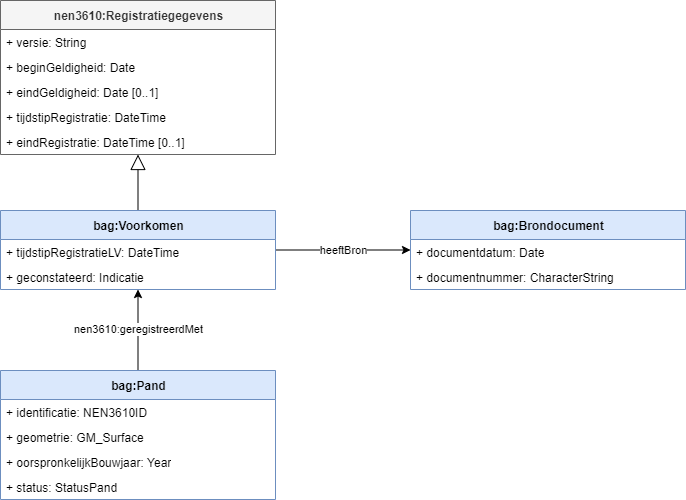 nen3610:Registratiegegevens
+ versie: String
+ beginGeldigheid: Date
+ eindGeldigheid: Date [0..1]
+ tijdstipRegistratie: DateTime
+ eindRegistratie: DateTime [0..1]
bag:Voorkomen
+ tijdstipRegistratieLV: DateTime
+ geconstateerd: Indicatie
heeftBron
bag:Brondocument
+ documentdatum: Date
+ documentnummer: CharacterString
nen3610:geregistreerdMet
bag:Pand
+ identificatie: NEN3610ID
+ geometrie: GM_Surface
+ oorspronkelijkBouwjaar: Year
+ status: StatusPand